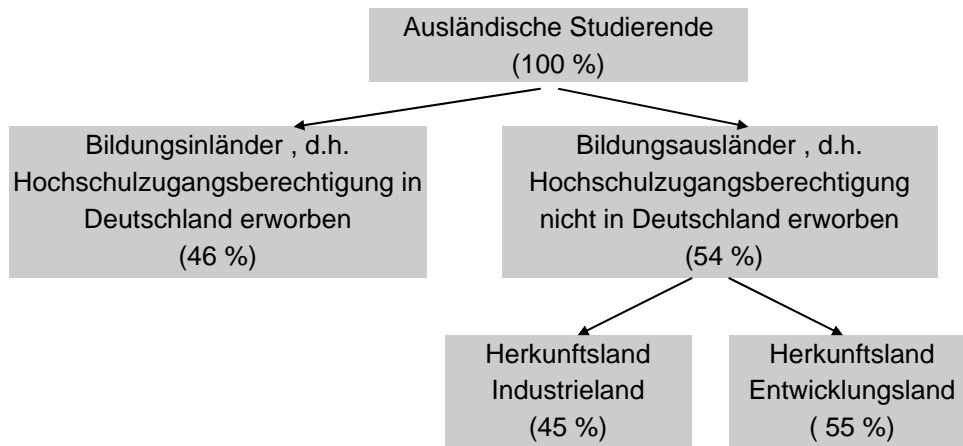 Ausländische Studierende
(100 %)
Bildungsinländer , d.h.
Hochschulzugangsberechtigung in
Deutschland erworben
(46 %)
Bildungsausländer , d.h.
Hochschulzugangsberechtigung
nicht in Deutschland erworben
(54 %)
Herkunftsland
Industrieland
(45 %)
Herkunftsland
Entwicklungsland
( 55 %)